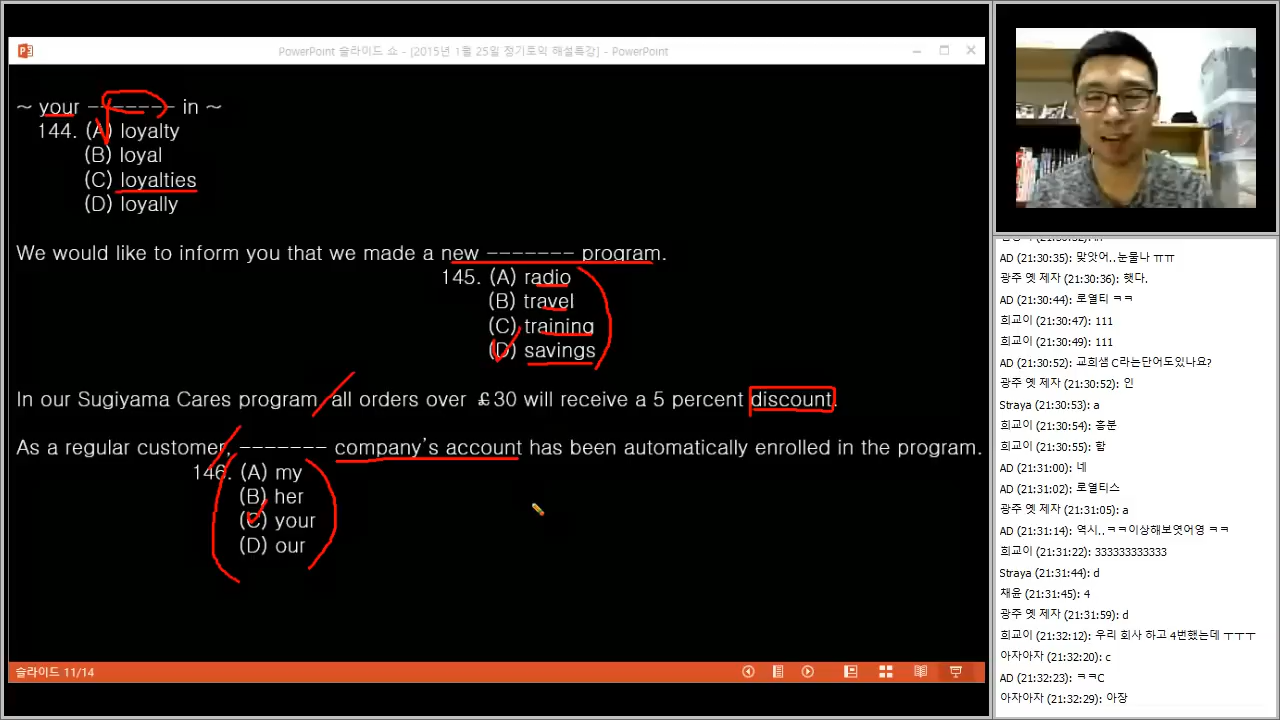 PowerPoint 슬라이드 쇼 - [2015년 1월 25일 정기토익 해설특강] - PowerPoint
~ your ------- in ~
144. (A) loyalty
(B) loyal
(C) loyalties
(D) loyally
We would like to inform you that we made a new ------- program.
145. (A) radio
(B) travel
(C) training
(D) savings
In our Sugiyama Cares program, all orders over £30 will receive a 5 percent discount.
As a regular customer, ------- company's account has been automatically enrolled in the program.
146. (A) my
(B) her
(C) your
(D) our
슬라이드 11/14
AD (21:30:35): 맞앗어..눈물나 ㅠㅠ
광주 옛 제자 (21:30:36): 햇다.
AD (21:30:44): 로열티 ㅋㅋ
희교이 (21:30:47): 111
희교이 (21:30:49): 111
AD (21:30:52): 교희샘 C라는단어도있나요?
광주 옛 제자 (21:30:52): 인
Straya (21:30:53): a
희교이 (21:30:54): 흥분
희교이 (21:30:55): 함
AD (21:31:00): 네
AD (21:31:02): 로열티스
광주 옛 제자 (21:31:05): a
AD (21:31:14): 역시..ㅋㅋ이상해보엿어영 ㅋㅋ
희교이 (21:31:22): 333333333333
Straya (21:31:44): d
채윤 (21:31:45): 4
광주 옛 제자 (21:31:59): d
희교이 (21:32:12): 우리 회사 하고 4번했는데 ㅜㅜㅜ
아자아자 (21:32:20): c
AD (21:32:23): ㅋㅋC
아자아자 (21:32:29): 아장